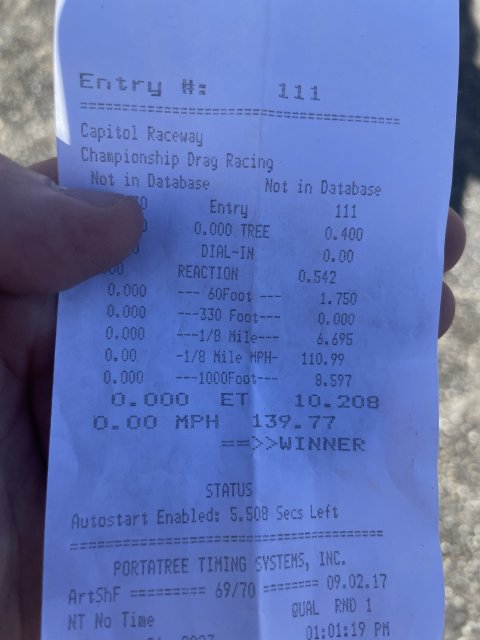 Entry #: 111
================================
Capitol Raceway
Championship Drag Racing
Not in Database Not in Database
Entry 111
0.000 TREE 0.400
DIAL-IN 0.00
REACTION 0.542
0.000 --- 60Foot --- 1.750
0.000 ---330 Foot--- 0.000
0.000 ---1/8 Mile--- 6.695
0.00 -1/8 Mile MPH- 110.99
0.000 ---1000Foot--- 8.597
0.000 ET 10.208
0.00 MPH 139.77
==>>WINNER
STATUS
Autostart Enabled: 5.508 Secs Left
================================
PORTATREE TIMING SYSTEMS, INC.
ArtShF ========= 69/70 ======= 09.02.17
NT No Time QUAL RND 1
01:01:19 PM